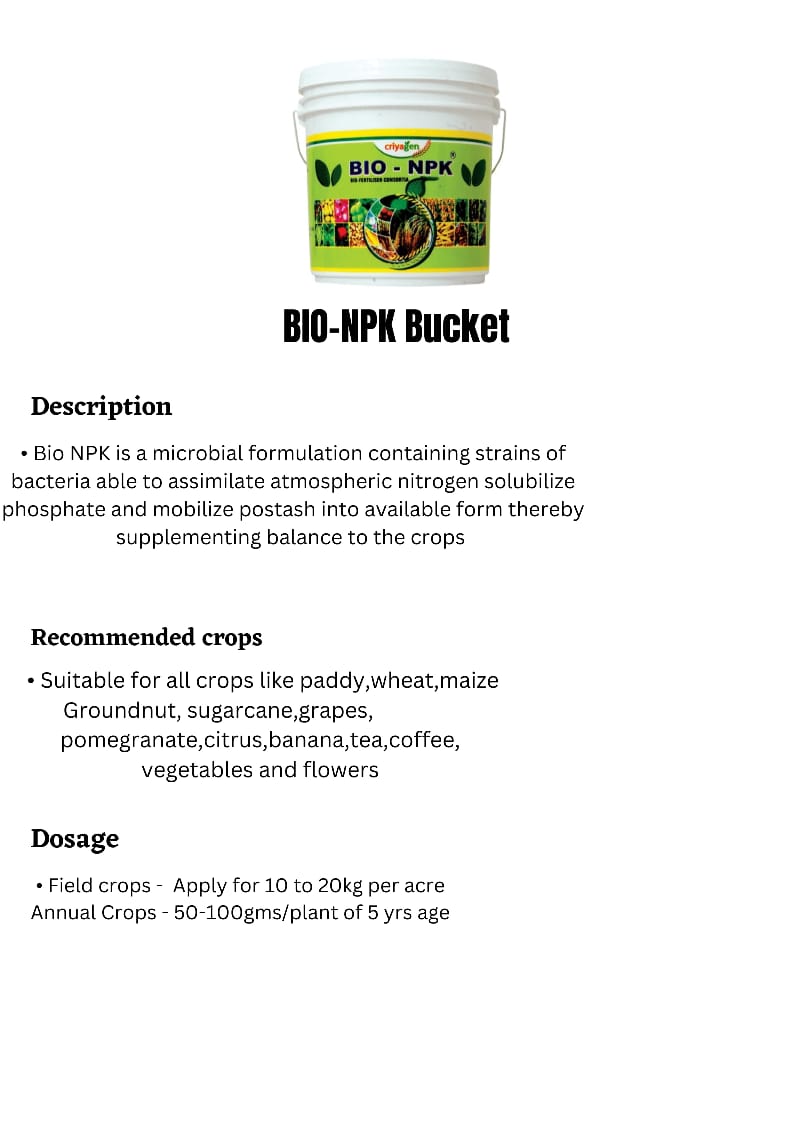 criyagen
®
BIO - NPK
BIO-FERTILISER CONSORTIA
BIO-NPK Bucket
Description
• Bio NPK is a microbial formulation containing strains of
bacteria able to assimilate atmospheric nitrogen solubilize
phosphate and mobilize postash into available form thereby
supplementing balance to the crops
Recommended crops
• Suitable for all crops like paddy,wheat,maize
Groundnut, sugarcane,grapes,
pomegranate,citrus,banana,tea,coffee,
vegetables and flowers
Dosage
• Field crops - Apply for 10 to 20kg per acre
Annual Crops - 50-100gms/plant of 5 yrs age